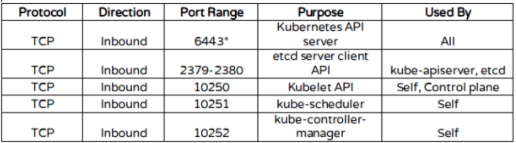 Protocol Direction Port Range Purpose Used By
TCP Inbound 6443* Kubernetes API server All
TCP Inbound 2379-2380 etcd server client API kube-apiserver, etcd
TCP Inbound 10250 Kubelet API Self, Control plane
TCP Inbound 10251 kube-scheduler Self
TCP Inbound 10252 kube-controller-manager Self